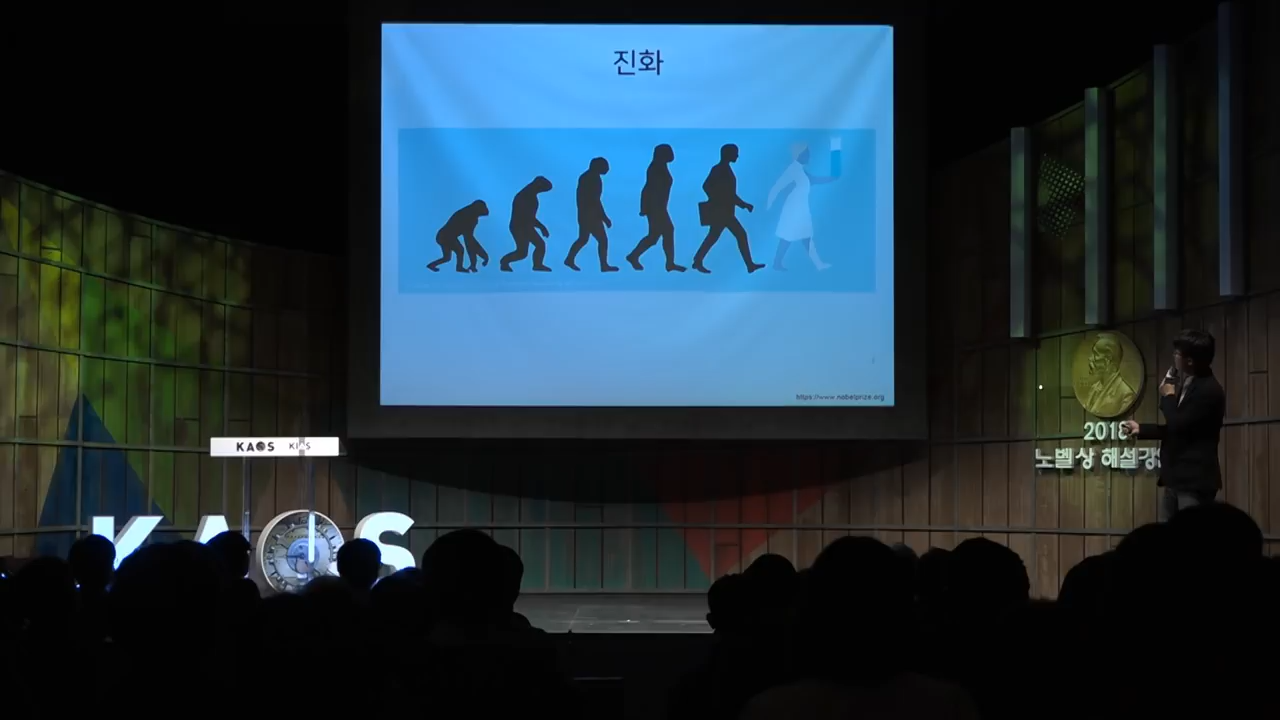 진화
https://www.nobelprize.org
KAOS KIAS
KAOS
2018
노벨상 해설강